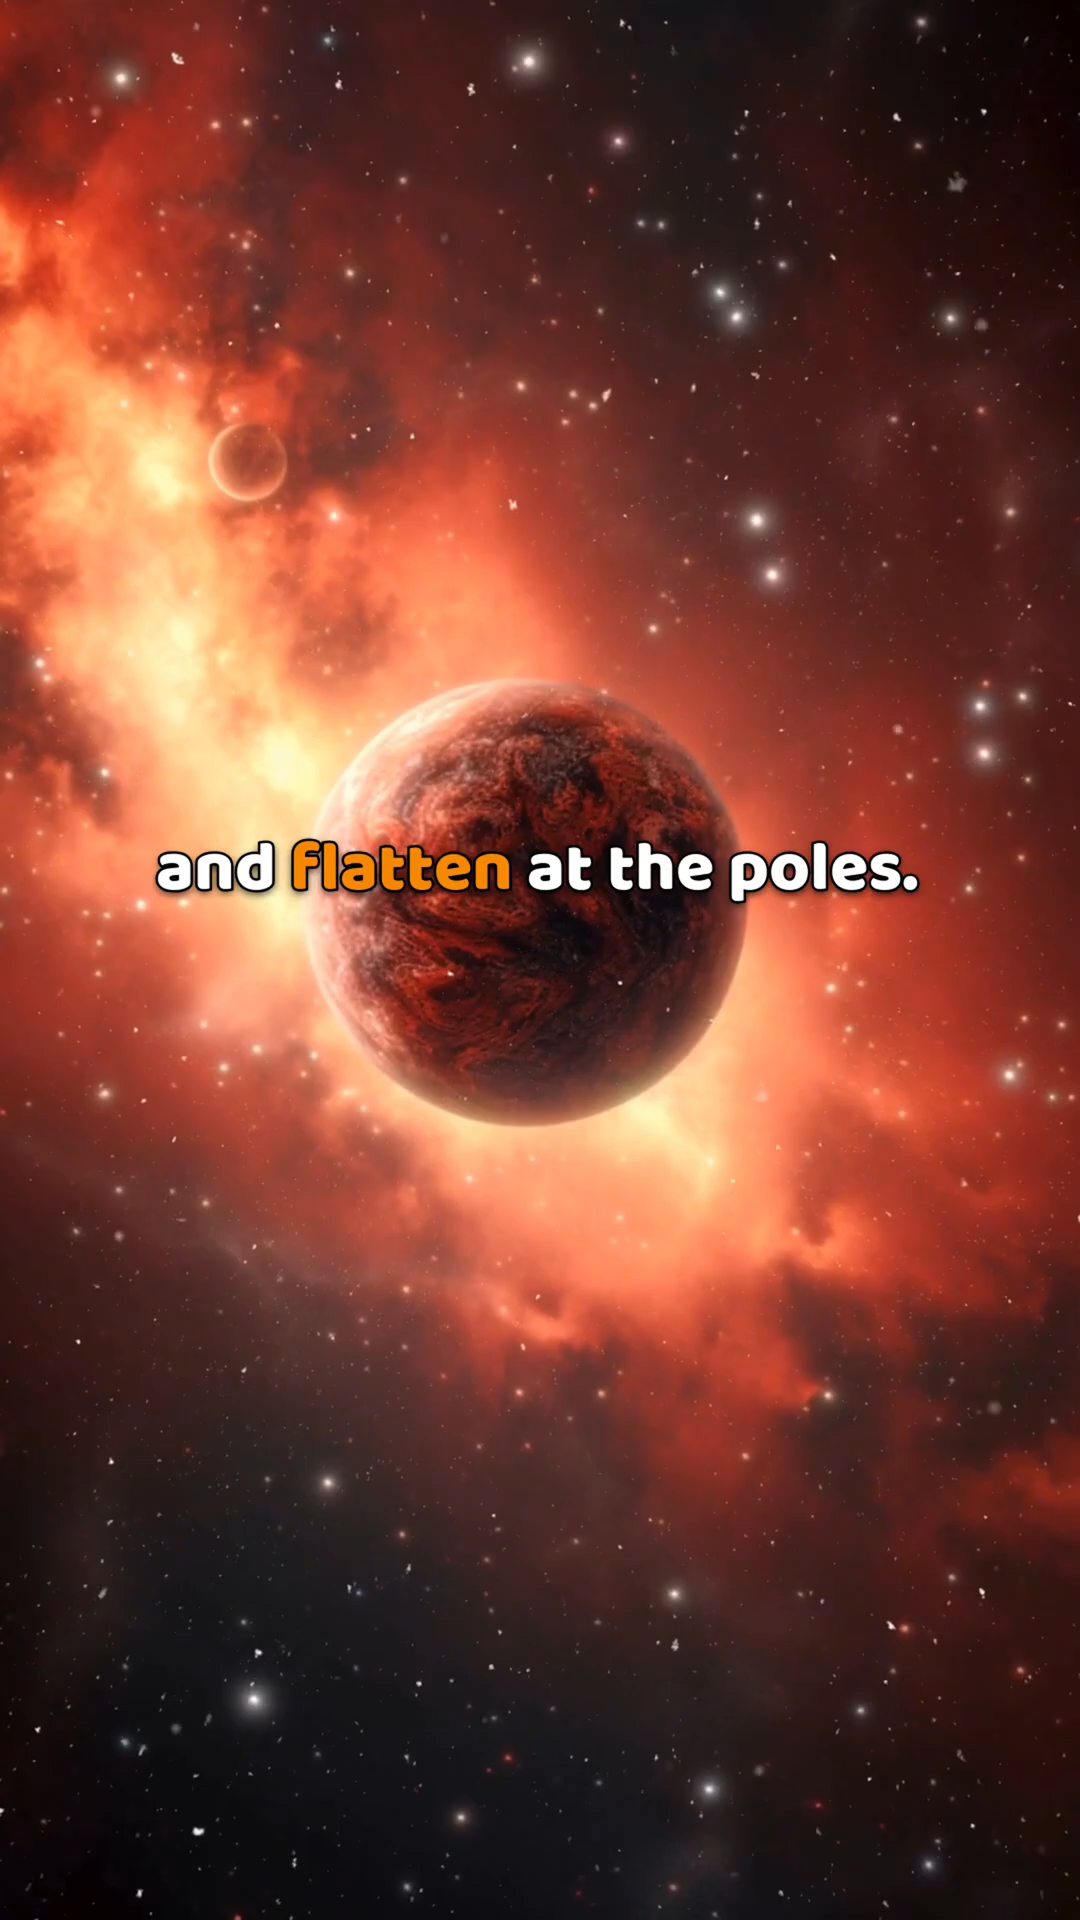 and flatten at the poles.